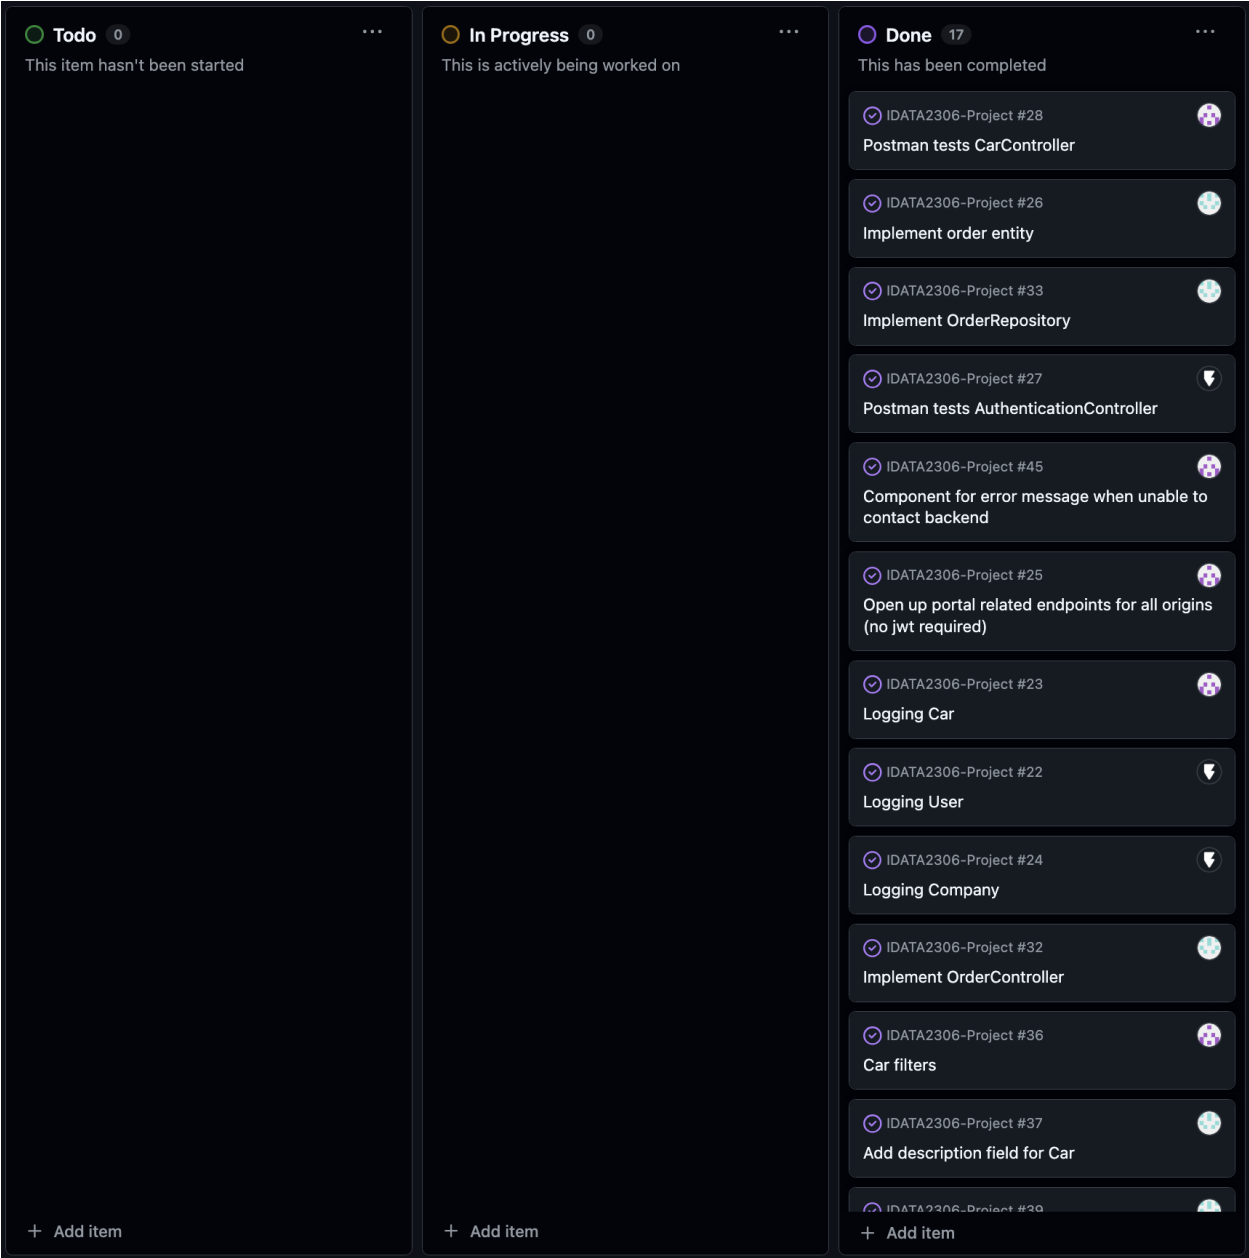 Todo 0
This item hasn't been started
Add item
In Progress 0
This is actively being worked on
Add item
Done 17
This has been completed
IDATA2306-Project #28
Postman tests CarController
IDATA2306-Project #26
Implement order entity
IDATA2306-Project #33
Implement OrderRepository
IDATA2306-Project #27
Postman tests AuthenticationController
IDATA2306-Project #45
Component for error message when unable to
contact backend
IDATA2306-Project #25
Open up portal related endpoints for all origins
(no jwt required)
IDATA2306-Project #23
Logging Car
IDATA2306-Project #22
Logging User
IDATA2306-Project #24
Logging Company
IDATA2306-Project #32
Implement OrderController
IDATA2306-Project #36
Car filters
IDATA2306-Project #37
Add description field for Car
IDATA2306-Project #39
Add item